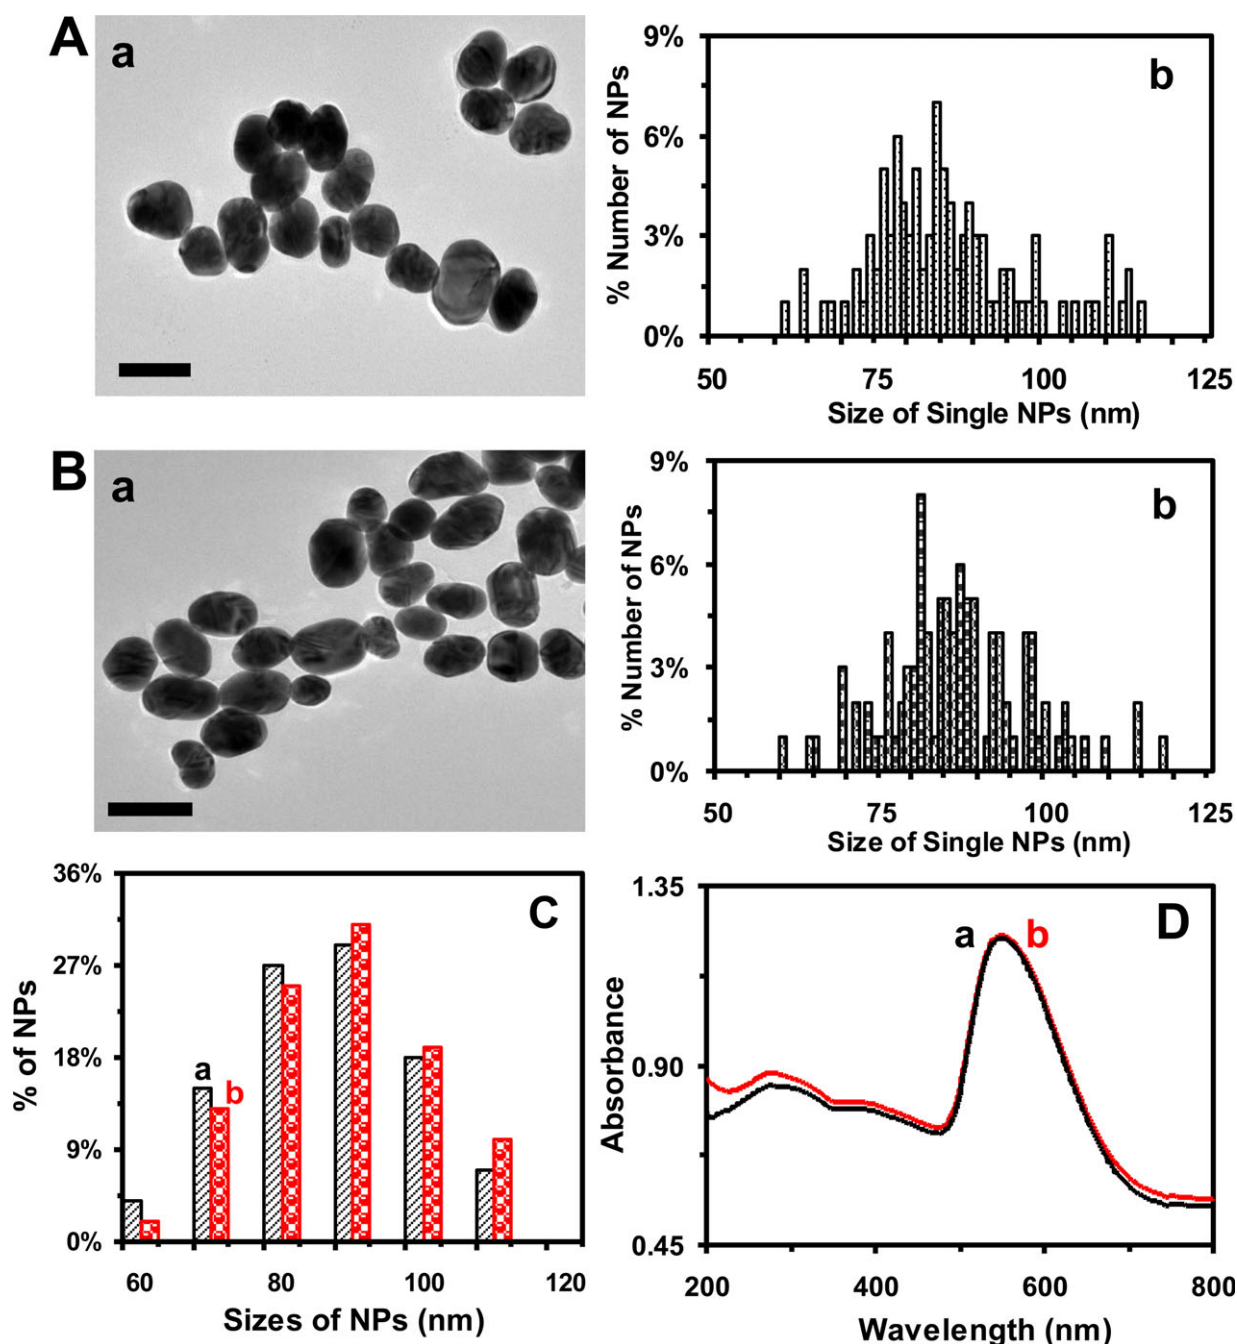 A
a
b
9%
6%
3%
0%
% Number of NPs
50 75 100 125
Size of Single NPs (nm)
B
a
b
9%
6%
3%
0%
% Number of NPs
50 75 100 125
Size of Single NPs (nm)
C
36%
27%
18%
9%
0%
% of NPs
a
b
60 80 100 120
Sizes of NPs (nm)
D
1.35
0.90
0.45
Absorbance
a b
200 400 600 800
Wavelength (nm)